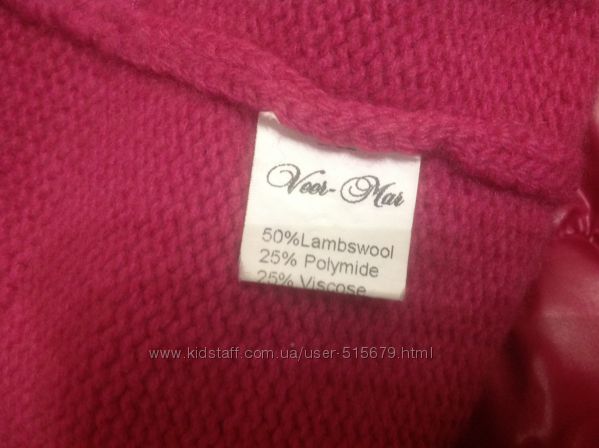 Veer-Mar
50%Lambswool
25% Polymide
25% Viscose
www.kidstaff.com.ua/user-515679.html